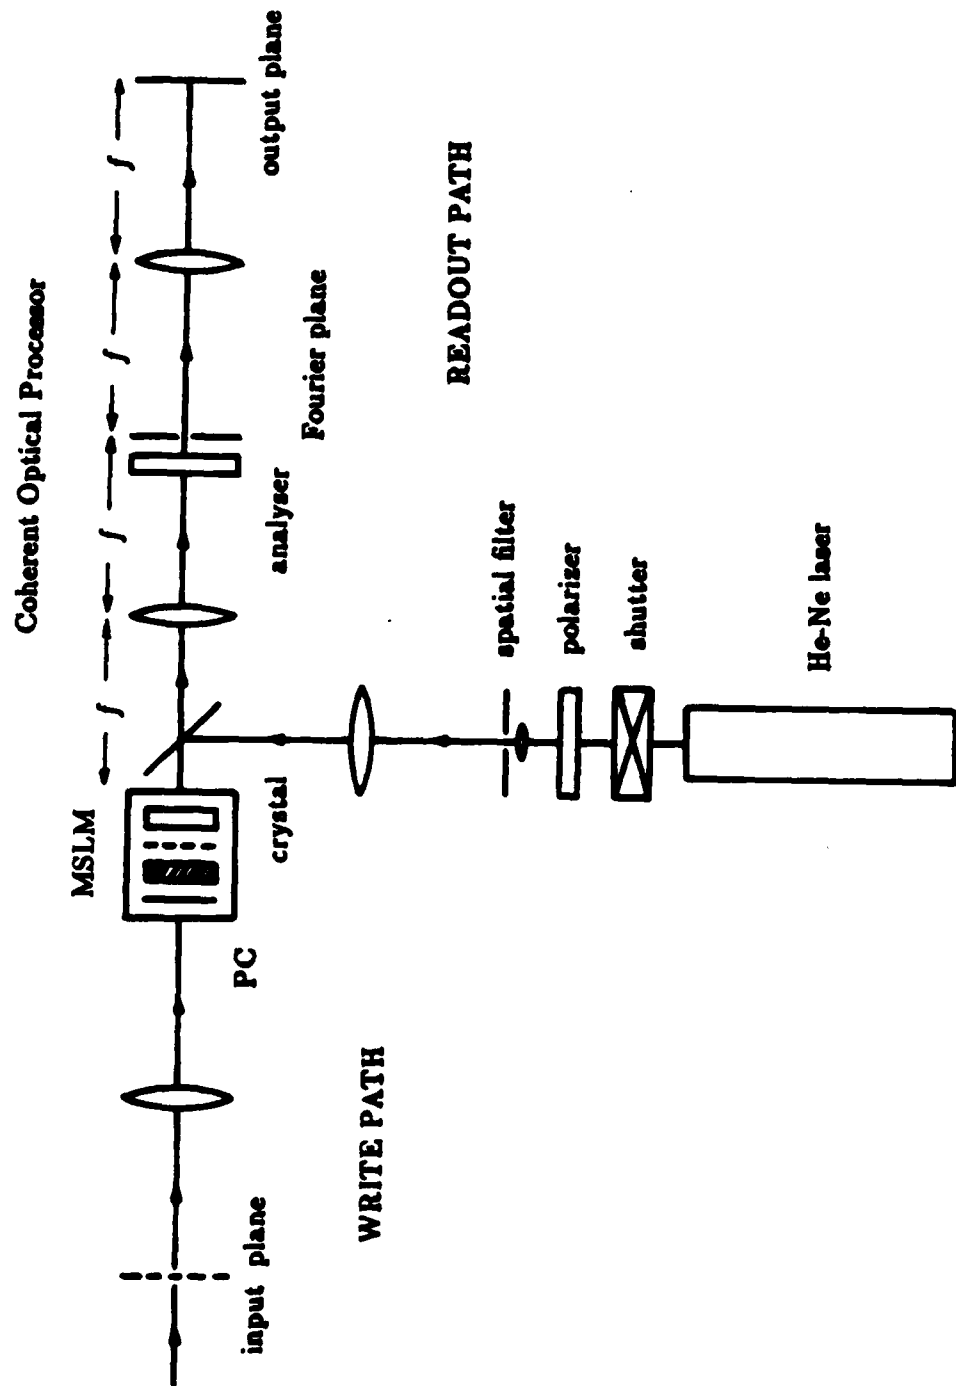 Coherent Optical Processor
f
f
f
f
MSLM
PC
crystal
analyser
Fourier plane
output plane
input plane
WRITE PATH
READOUT PATH
spatial filter
polarizer
shutter
He-Ne laser